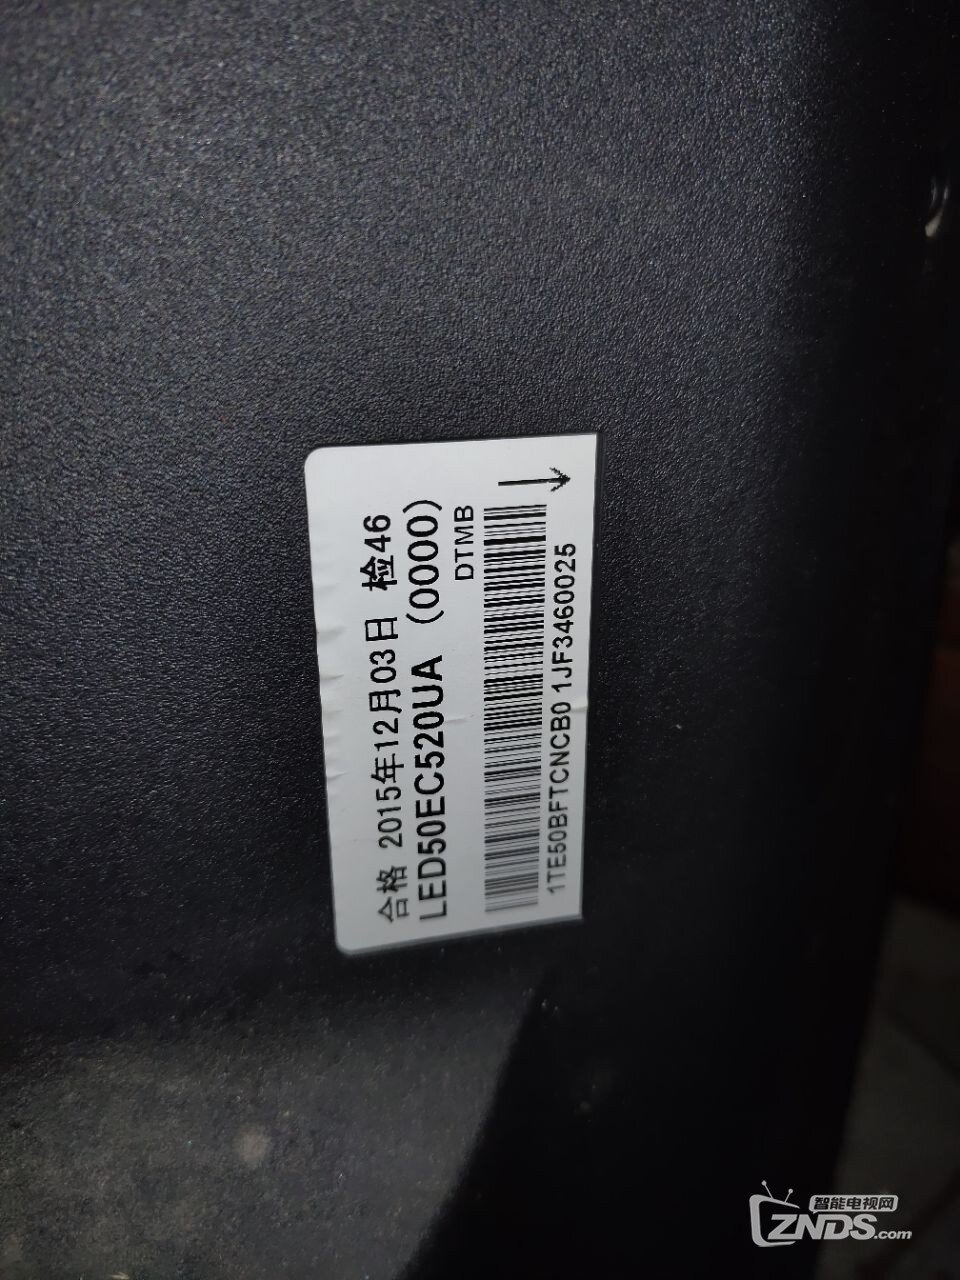 合格 2015年12月03日 检46
LED50EC520UA (0000)
DTMB
1TE50BFTCNCB0 1JF3460025
智能电视网
ZNDS.com